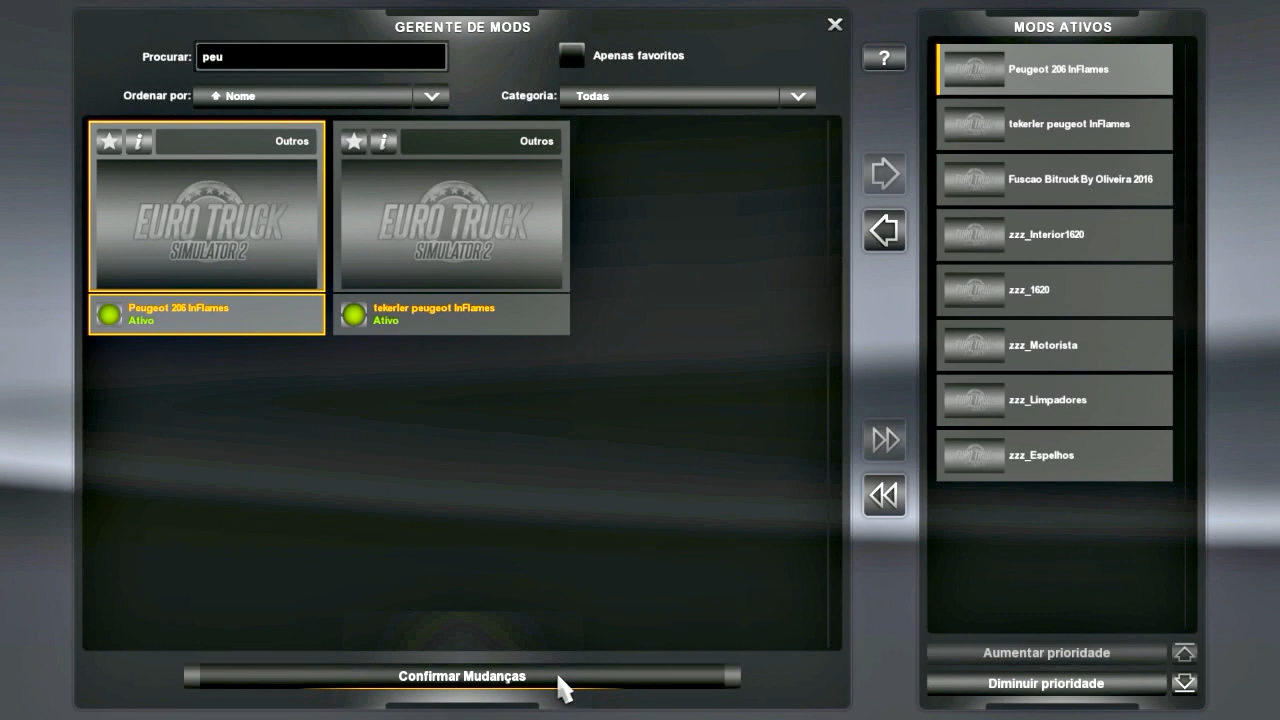 GERENTE DE MODS
Procurar: peu
Apenas favoritos
Ordenar por: Nome
Categoria: Todas
Outros
EURO TRUCK
SIMULATOR 2
Peugeot 206 InFlames
Ativo
Outros
EURO TRUCK
SIMULATOR 2
tekerler peugeot InFlames
Ativo
Confirmar Mudanças
?
MODS ATIVOS
Peugeot 206 InFlames
tekerler peugeot InFlames
Fuscao Bitruck By Oliveira 2016
zzz_Interior1620
zzz_1620
zzz_Motorista
zzz_Limpadores
zzz_Espelhos
Aumentar prioridade
Diminuir prioridade